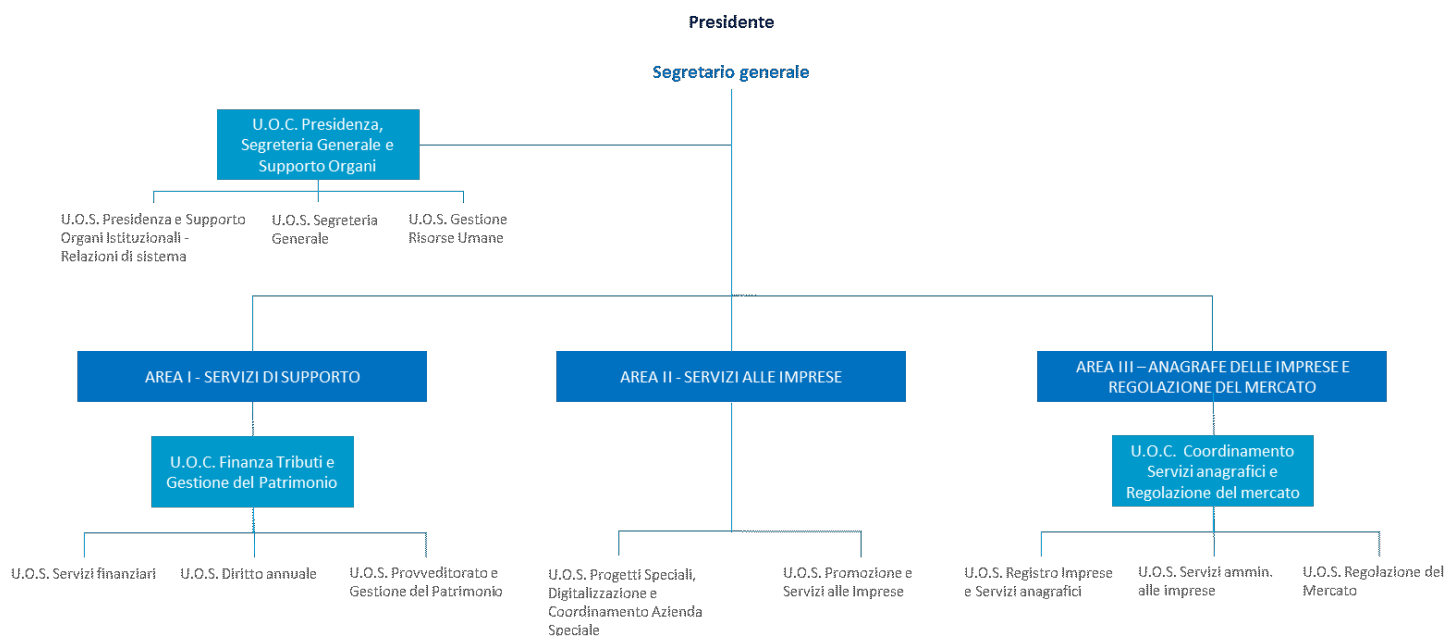 Presidente
Segretario generale
U.O.C. Presidenza,
Segreteria Generale e
Supporto Organi
U.O.S. Presidenza e Supporto
Organi Istituzionali -
Relazioni di sistema
U.O.S. Segreteria
Generale
U.O.S. Gestione
Risorse Umane
AREA I - SERVIZI DI SUPPORTO
AREA II - SERVIZI ALLE IMPRESE
AREA III – ANAGRAFE DELLE IMPRESE E
REGOLAZIONE DEL MERCATO
U.O.C. Finanza Tributi e
Gestione del Patrimonio
U.O.C. Coordinamento
Servizi anagrafici e
Regolazione del mercato
U.O.S. Servizi finanziari
U.O.S. Diritto annuale
U.O.S. Provveditorato e
Gestione del Patrimonio
U.O.S. Progetti Speciali,
Digitalizzazione e
Coordinamento Azienda
Speciale
U.O.S. Promozione e
Servizi alle Imprese
U.O.S. Registro Imprese
e Servizi anagrafici
U.O.S. Servizi ammin.
alle imprese
U.O.S. Regolazione del
Mercato